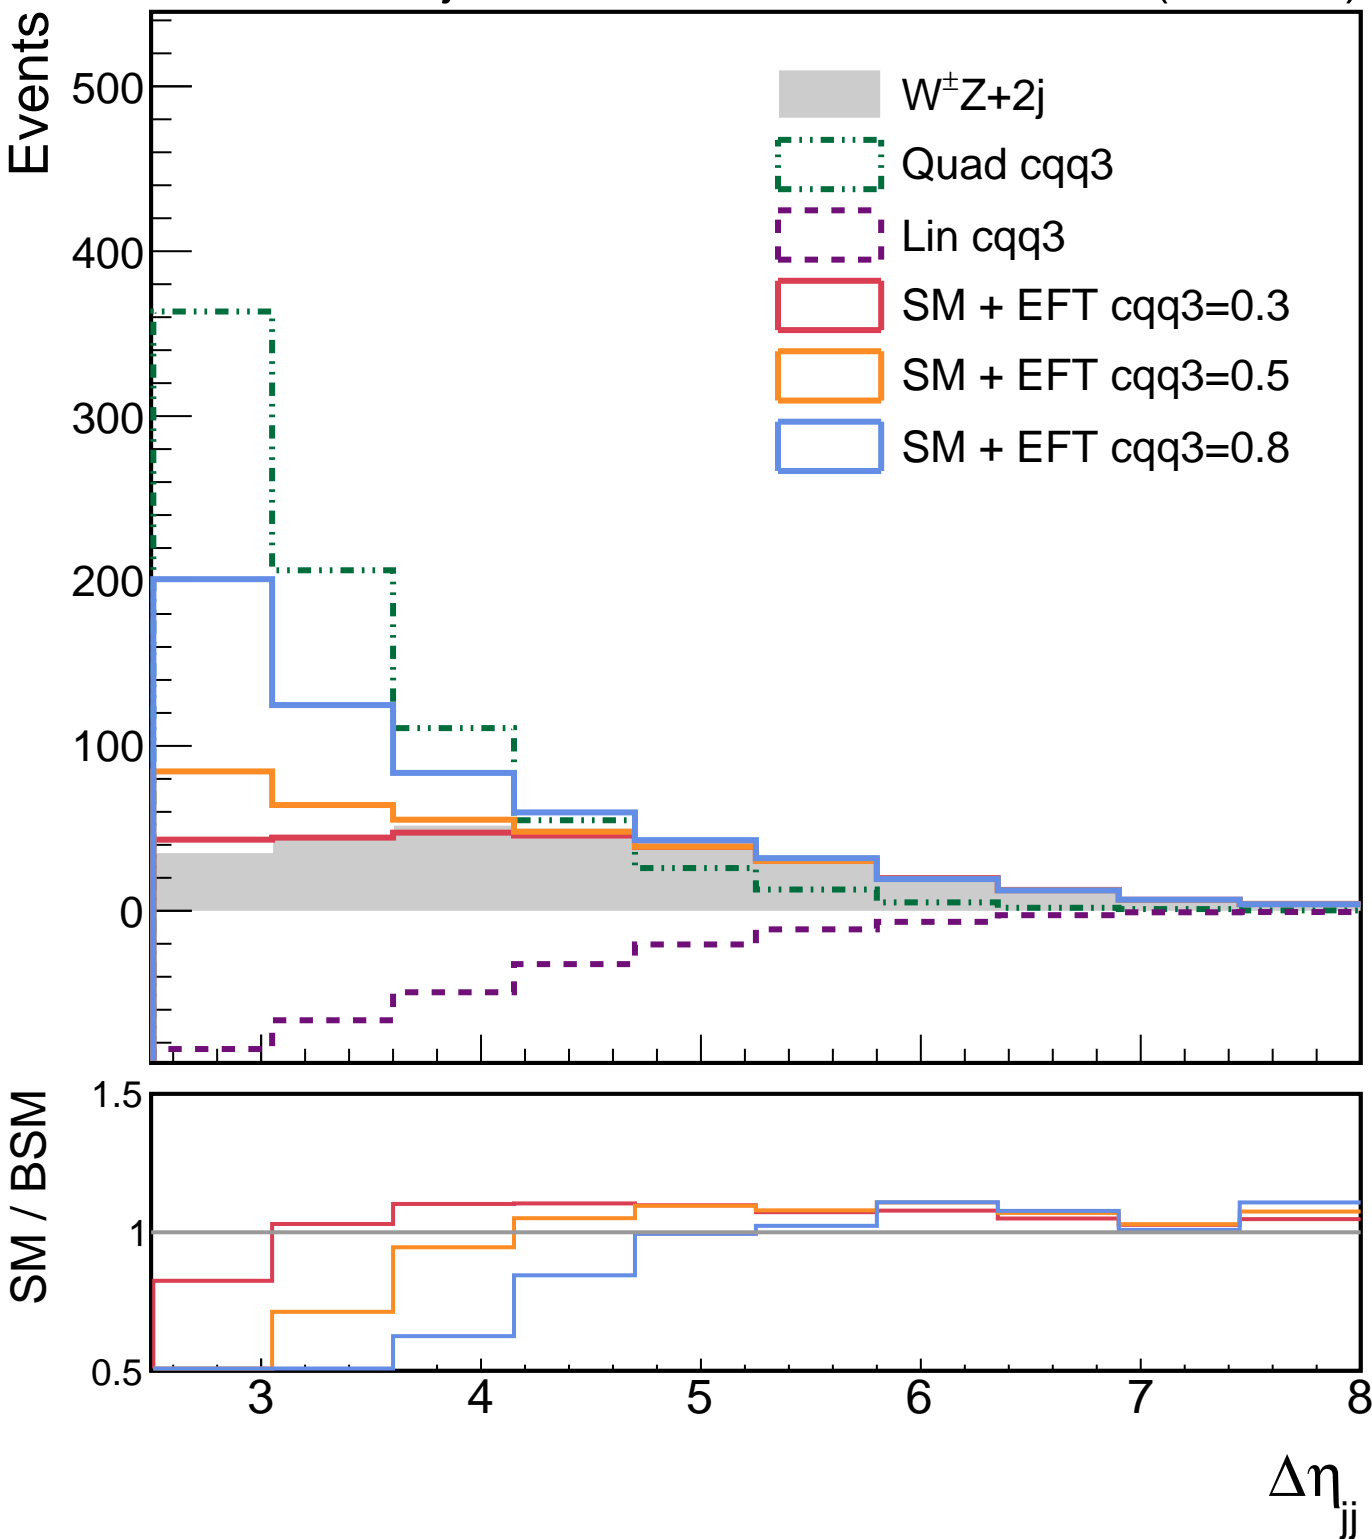 Events
500
400
300
200
100
0
W±Z+2j
Quad cqq3
Lin cqq3
SM + EFT cqq3=0.3
SM + EFT cqq3=0.5
SM + EFT cqq3=0.8
SM / BSM
1.5
1
0.5
3 4 5 6 7 8
Δηjj